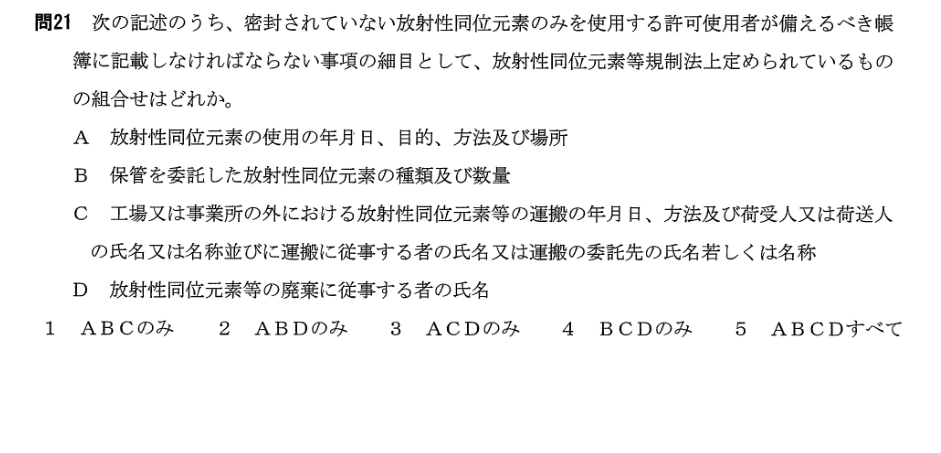 問21　次の記述のうち、密封されていない放射性同位元素のみを使用する許可使用者が備えるべき帳
簿に記載しなければならない事項の細目として、放射性同位元素等規制法上定められているもの
の組合せはどれか。
A　放射性同位元素の使用の年月日、目的、方法及び場所
B　保管を委託した放射性同位元素の種類及び数量
C　工場又は事業所の外における放射性同位元素等の運搬の年月日、方法及び荷受人又は荷送人
の氏名又は名称並びに運搬に従事する者の氏名又は運搬の委託先の氏名若しくは名称
D　放射性同位元素等の廃棄に従事する者の氏名
1　ABCのみ　2　ABDのみ　3　ACDのみ　4　BCDのみ　5　ABCDすべて